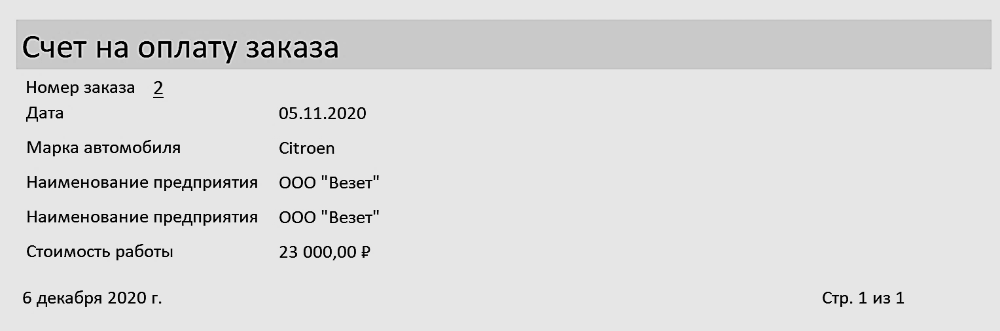 Счет на оплату заказа
Номер заказа 2
Дата 05.11.2020
Марка автомобиля Citroen
Наименование предприятия ООО "Везет"
Наименование предприятия ООО "Везет"
Стоимость работы 23 000,00 ₽
6 декабря 2020 г. Стр. 1 из 1